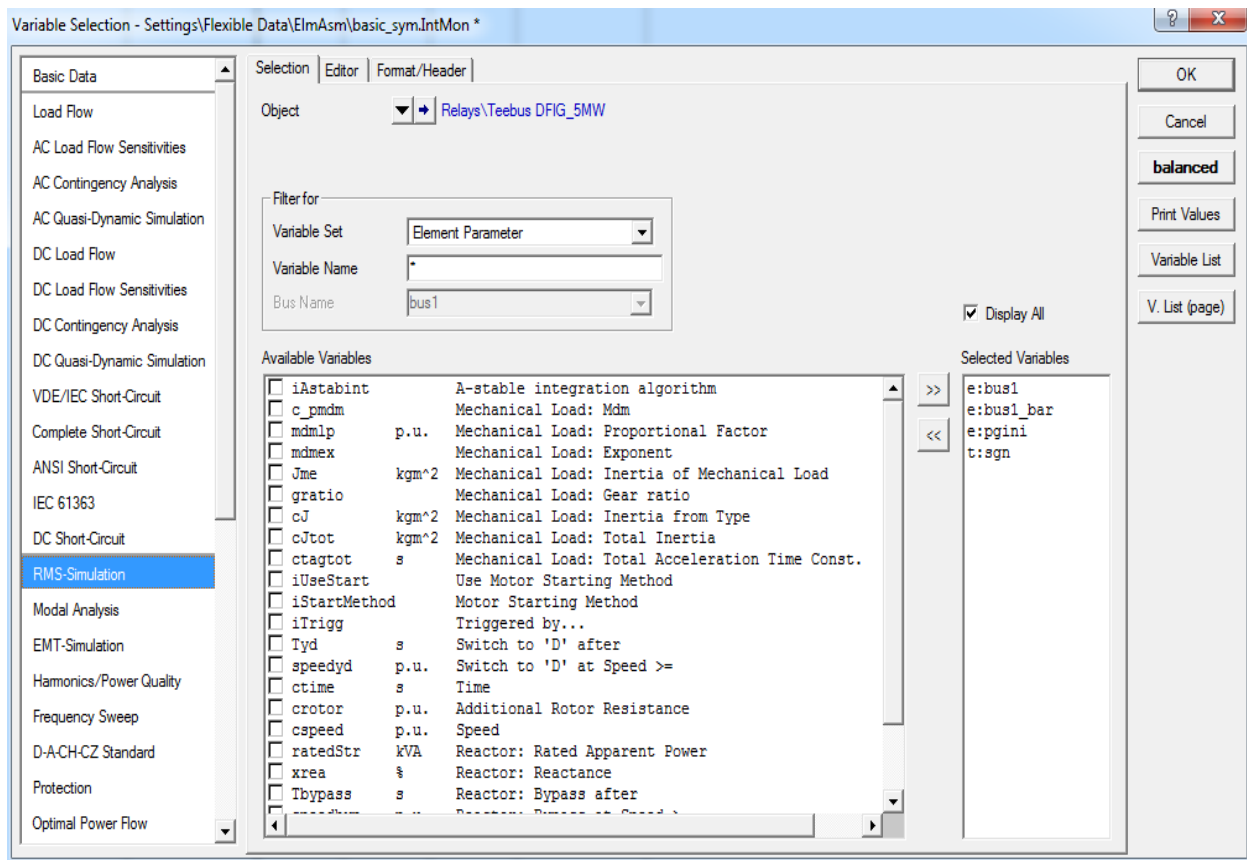 Variable Selection - Settings\Flexible Data\ElmAsm\basic_sym.IntMon *
Basic Data
Load Flow
AC Load Flow Sensitivities
AC Contingency Analysis
AC Quasi-Dynamic Simulation
DC Load Flow
DC Load Flow Sensitivities
DC Contingency Analysis
DC Quasi-Dynamic Simulation
VDE/IEC Short-Circuit
Complete Short-Circuit
ANSI Short-Circuit
IEC 61363
DC Short-Circuit
RMS-Simulation
Modal Analysis
EMT-Simulation
Harmonics/Power Quality
Frequency Sweep
D-A-CH-CZ Standard
Protection
Optimal Power Flow
Selection Editor Format/Header
Object Relays\Teebus DFIG_5MW
Filter for
Variable Set Element Parameter
Variable Name *
Bus Name bus1
Display All
Available Variables
iAstabint A-stable integration algorithm
c_pmdm Mechanical Load: Mdm
mdmlp p.u. Mechanical Load: Proportional Factor
mdmex Mechanical Load: Exponent
Jme kgm^2 Mechanical Load: Inertia of Mechanical Load
gratio Mechanical Load: Gear ratio
cJ kgm^2 Mechanical Load: Inertia from Type
cJtot kgm^2 Mechanical Load: Total Inertia
ctagtot s Mechanical Load: Total Acceleration Time Const.
iUseStart Use Motor Starting Method
iStartMethod Motor Starting Method
iTrigg Triggered by...
Tyd s Switch to 'D' after
speedyd p.u. Switch to 'D' at Speed >=
ctime s Time
crotor p.u. Additional Rotor Resistance
cspeed p.u. Speed
ratedStr kVA Reactor: Rated Apparent Power
xrea % Reactor: Reactance
Tbypass s Reactor: Bypass after
>>
<<
Selected Variables
e:bus1
e:bus1_bar
e:pgini
t:sgn
?
X
OK
Cancel
balanced
Print Values
Variable List
V. List (page)